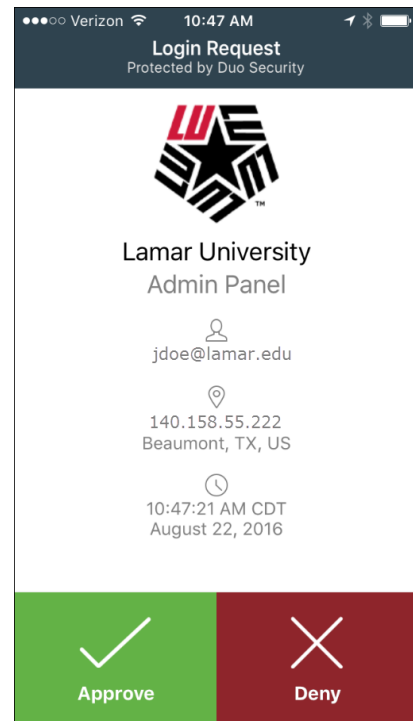 Verizon 10:47 AM
Login Request
Protected by Duo Security
LU
TM
Lamar University
Admin Panel
jdoe@lamar.edu
140.158.55.222
Beaumont, TX, US
10:47:21 AM CDT
August 22, 2016
Approve Deny